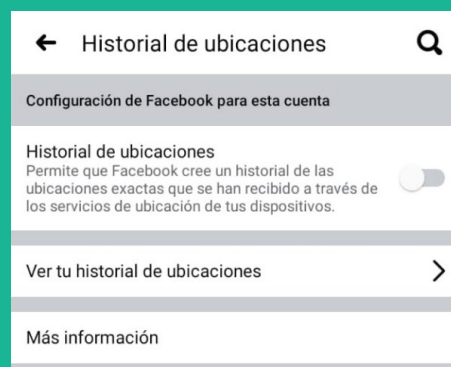 Historial de ubicaciones
Configuración de Facebook para esta cuenta
Historial de ubicaciones
Permite que Facebook cree un historial de las
ubicaciones exactas que se han recibido a través de
los servicios de ubicación de tus dispositivos.
Ver tu historial de ubicaciones
Más información